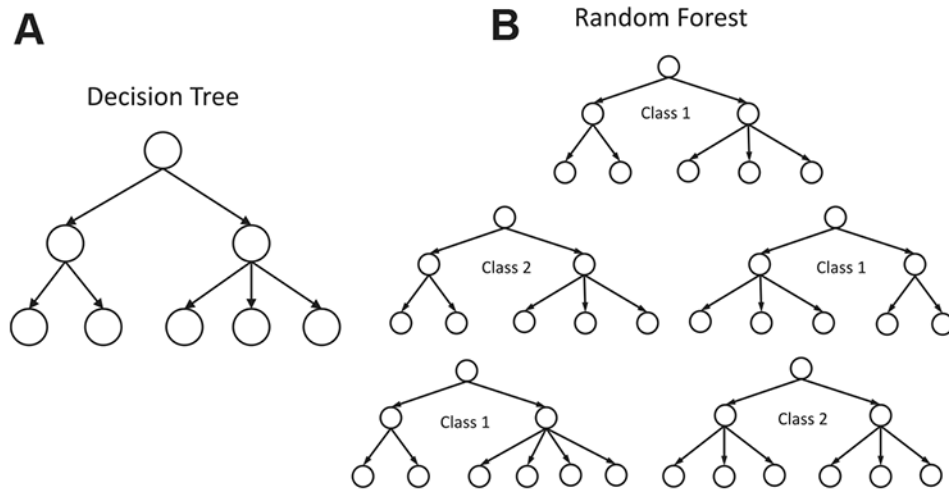 A
Decision Tree
B
Random Forest
Class 1
Class 2
Class 1
Class 1
Class 2